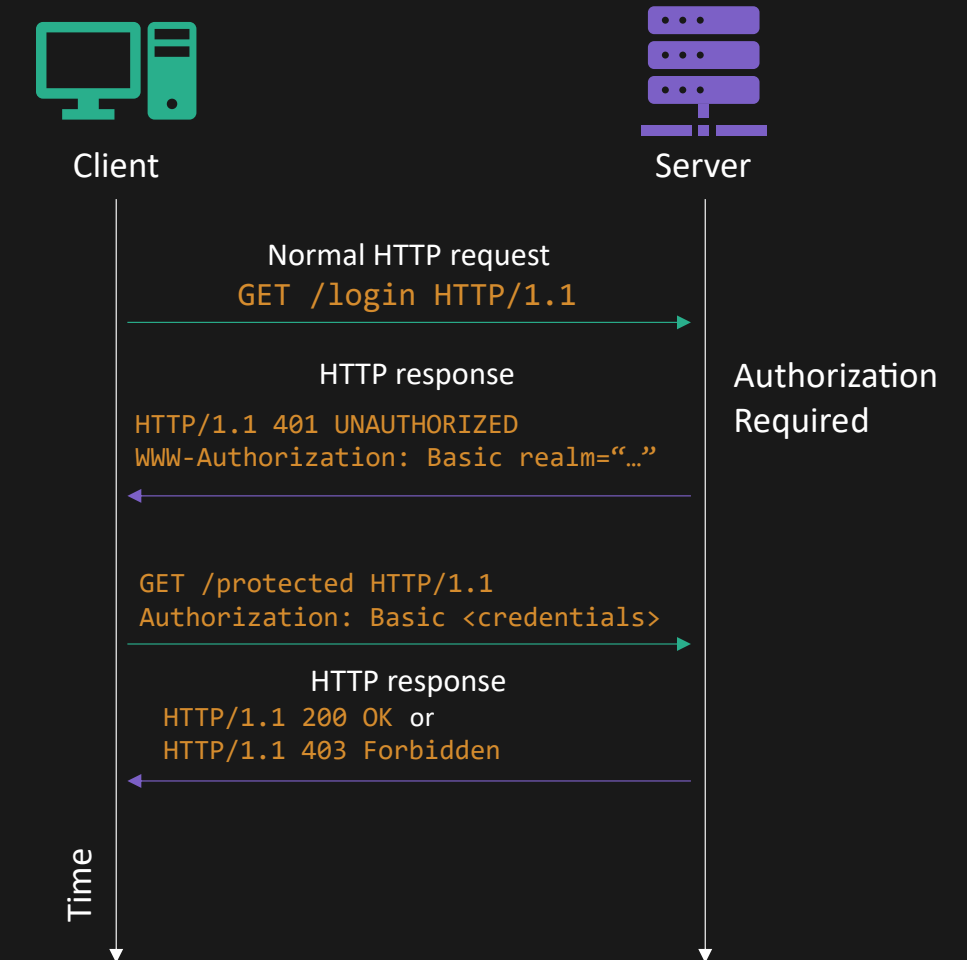 Client
Server
Normal HTTP request
GET /login HTTP/1.1
HTTP response
Authorization
Required
HTTP/1.1 401 UNAUTHORIZED
WWW-Authorization: Basic realm=“…”
GET /protected HTTP/1.1
Authorization: Basic <credentials>
HTTP response
HTTP/1.1 200 OK or
HTTP/1.1 403 Forbidden
Time